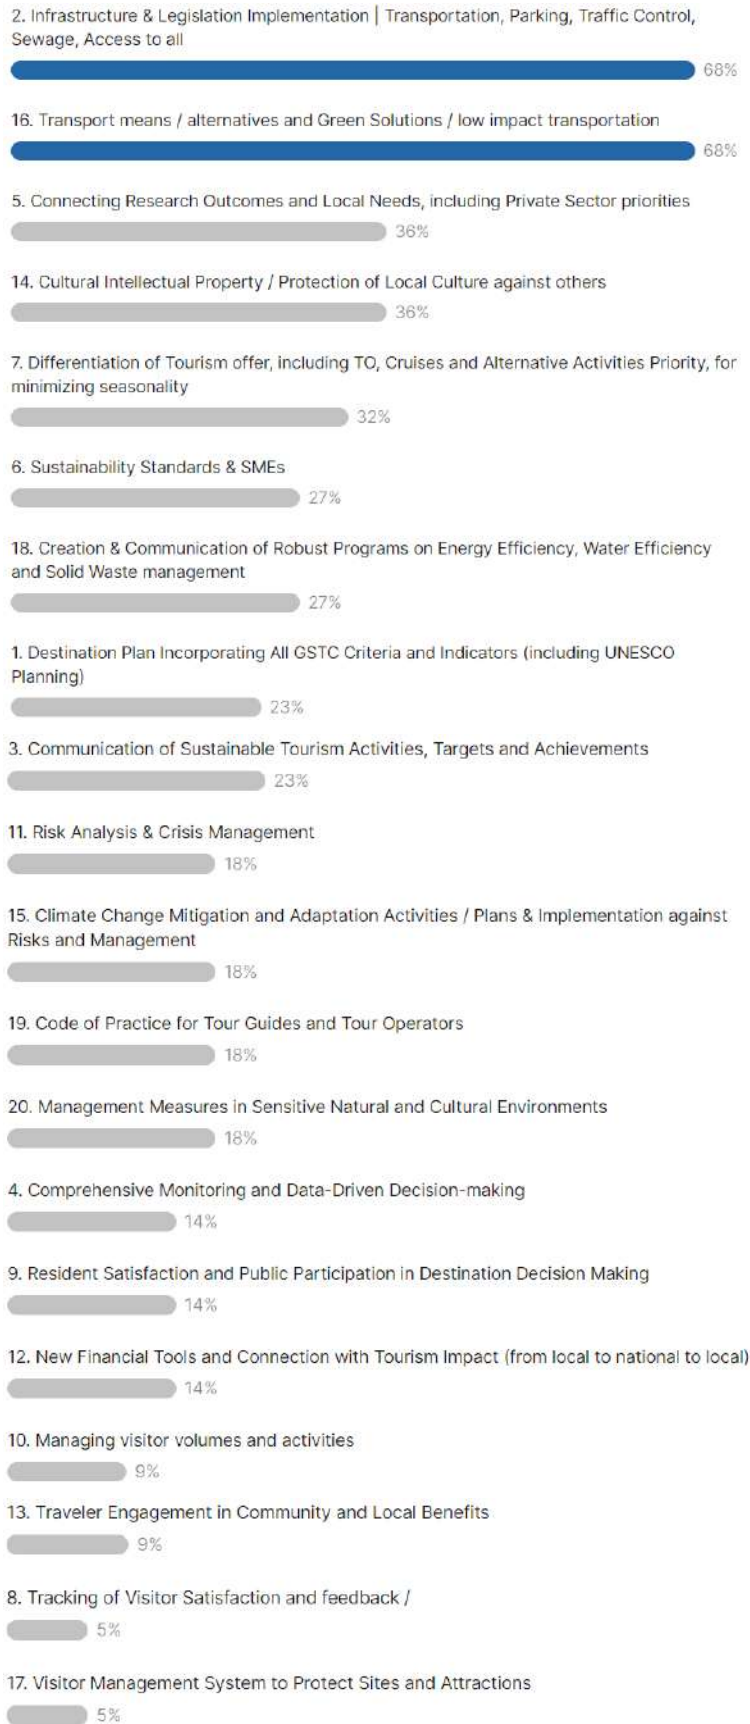 2. Infrastructure & Legislation Implementation | Transportation, Parking, Traffic Control,
Sewage, Access to all
68%
16. Transport means / alternatives and Green Solutions / low impact transportation
68%
5. Connecting Research Outcomes and Local Needs, including Private Sector priorities
36%
14. Cultural Intellectual Property / Protection of Local Culture against others
36%
7. Differentiation of Tourism offer, including TO, Cruises and Alternative Activities Priority, for
minimizing seasonality
32%
6. Sustainability Standards & SMEs
27%
18. Creation & Communication of Robust Programs on Energy Efficiency, Water Efficiency
and Solid Waste management
27%
1. Destination Plan Incorporating All GSTC Criteria and Indicators (including UNESCO
Planning)
23%
3. Communication of Sustainable Tourism Activities, Targets and Achievements
23%
11. Risk Analysis & Crisis Management
18%
15. Climate Change Mitigation and Adaptation Activities / Plans & Implementation against
Risks and Management
18%
19. Code of Practice for Tour Guides and Tour Operators
18%
20. Management Measures in Sensitive Natural and Cultural Environments
18%
4. Comprehensive Monitoring and Data-Driven Decision-making
14%
9. Resident Satisfaction and Public Participation in Destination Decision Making
14%
12. New Financial Tools and Connection with Tourism Impact (from local to national to local)
14%
10. Managing visitor volumes and activities
9%
13. Traveler Engagement in Community and Local Benefits
9%
8. Tracking of Visitor Satisfaction and feedback /
5%
17. Visitor Management System to Protect Sites and Attractions
5%